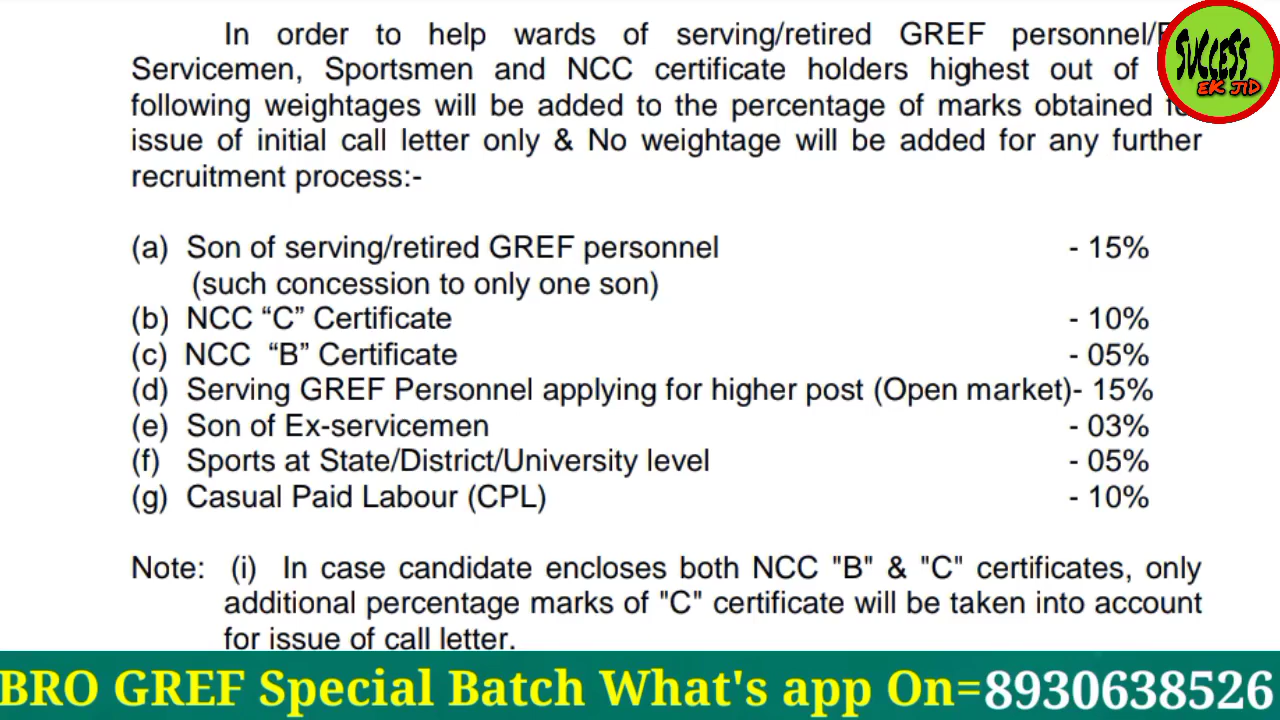 In order to help wards of serving/retired GREF personnel/
Servicemen, Sportsmen and NCC certificate holders highest out of
following weightages will be added to the percentage of marks obtained
issue of initial call letter only & No weightage will be added for any further
recruitment process:-
(a) Son of serving/retired GREF personnel - 15%
(such concession to only one son)
(b) NCC “C” Certificate - 10%
(c) NCC “B” Certificate - 05%
(d) Serving GREF Personnel applying for higher post (Open market)- 15%
(e) Son of Ex-servicemen - 03%
(f) Sports at State/District/University level - 05%
(g) Casual Paid Labour (CPL) - 10%
Note: (i) In case candidate encloses both NCC "B" & "C" certificates, only
additional percentage marks of "C" certificate will be taken into account
for issue of call letter.
SUCCESS
EK JID
BRO GREF Special Batch What's app On=8930638526